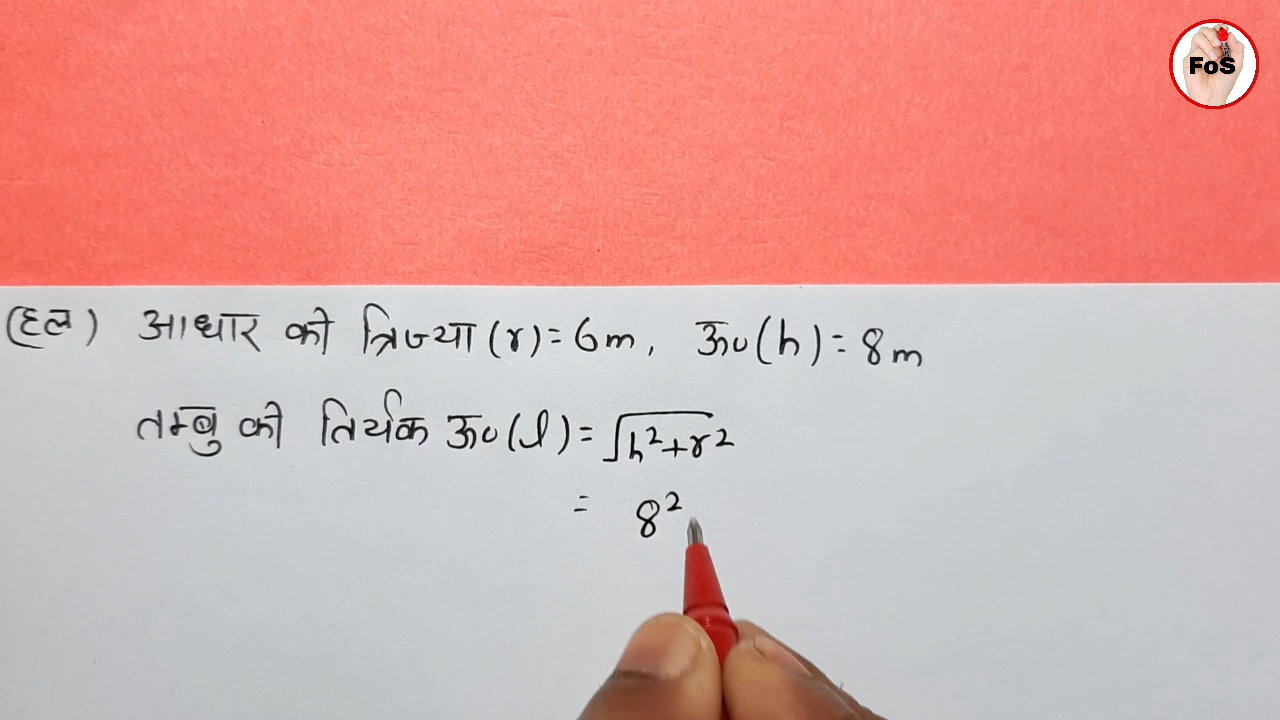 FoS
(हल) आधार की त्रिज्या (r) = 6m, ऊ०(h) = 8m
तम्बु की तिर्यक ऊ०(l) = √h²+r²
= 8²